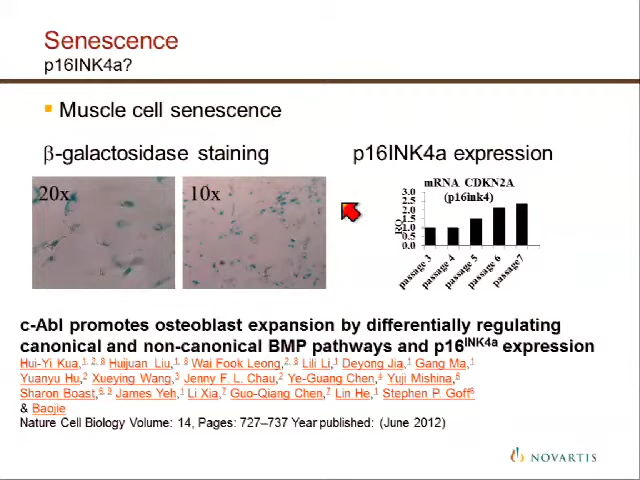 Senescence
p16INK4a?
Muscle cell senescence
β-galactosidase staining
p16INK4a expression
20x
10x
mRNA CDKN2A
(p16ink4)
3.0
2.5
2.0
1.5
1.0
0.5
0.0
RQ
passage 3
passage 4
passage 5
passage 6
passage7
c-Abl promotes osteoblast expansion by differentially regulating
canonical and non-canonical BMP pathways and p16INK4a expression
Hui-Yi Kua,1, 2, 8 Huijuan Liu,1, 8 Wai Fook Leong,2, 8 Lili Li,1 Deyong Jia,1 Gang Ma,1
Yuanyu Hu,2 Xueying Wang,3 Jenny F. L. Chau,2 Ye-Guang Chen,4 Yuji Mishina,5
Sharon Boast,6, 9 James Yeh,1 Li Xia,7 Guo-Qiang Chen,7 Lin He,1 Stephen P. Goff6
& Baojie
Nature Cell Biology Volume: 14, Pages: 727–737 Year published: (June 2012)
NOVARTIS